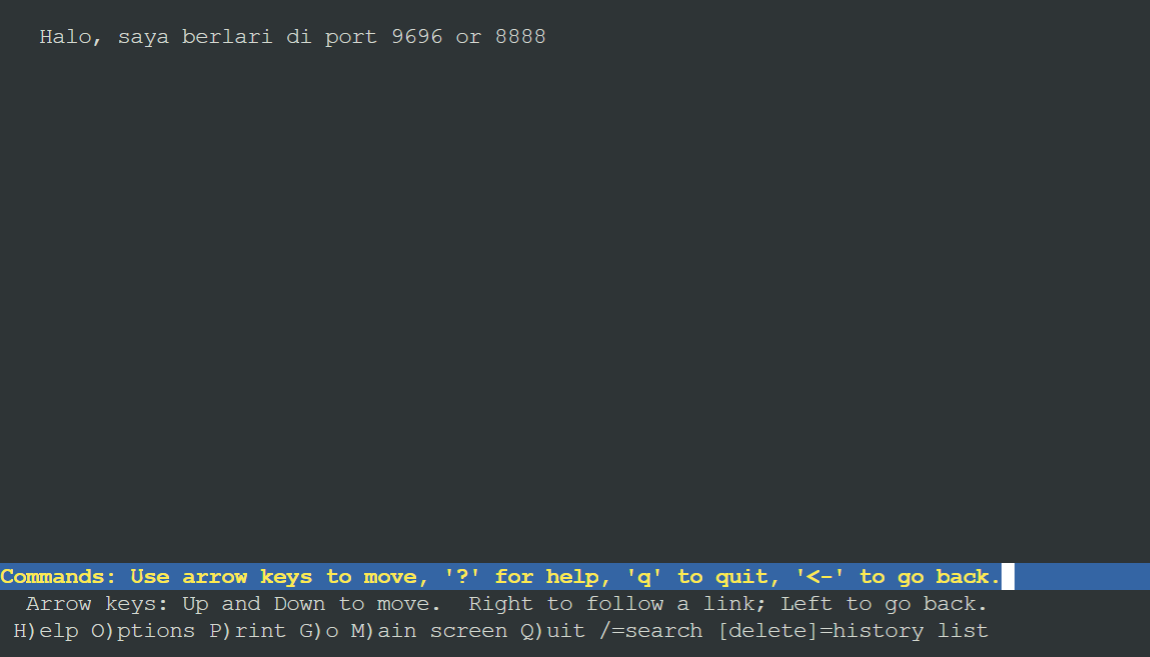 Halo, saya berlari di port 9696 or 8888
Commands: Use arrow keys to move, '?' for help, 'q' to quit, '<-' to go back.
Arrow keys: Up and Down to move.  Right to follow a link; Left to go back.
H)elp O)ptions P)rint G)o M)ain screen Q)uit /=search [delete]=history list